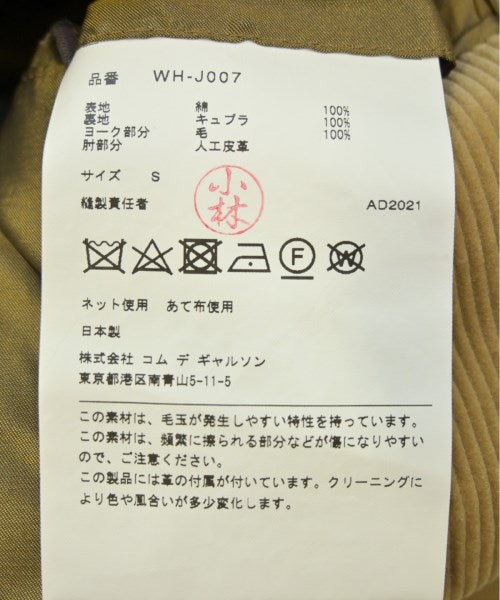 品番 WH-J007
表地 綿 100%
裏地 キュプラ 100%
ヨーク部分 毛 100%
肘部分 人工皮革
サイズ S
小林
縫製責任者 AD2021
F W
ネット使用 あて布使用
日本製
株式会社 コム デ ギャルソン
東京都港区南青山5-11-5
この素材は、毛玉が発生しやすい特性を持っています。
この素材は、頻繁に擦られる部分などが傷になりやすい
ので、ご注意ください。
この製品には革の付属が付いています。クリーニングに
より色や風合いが多少変化します。